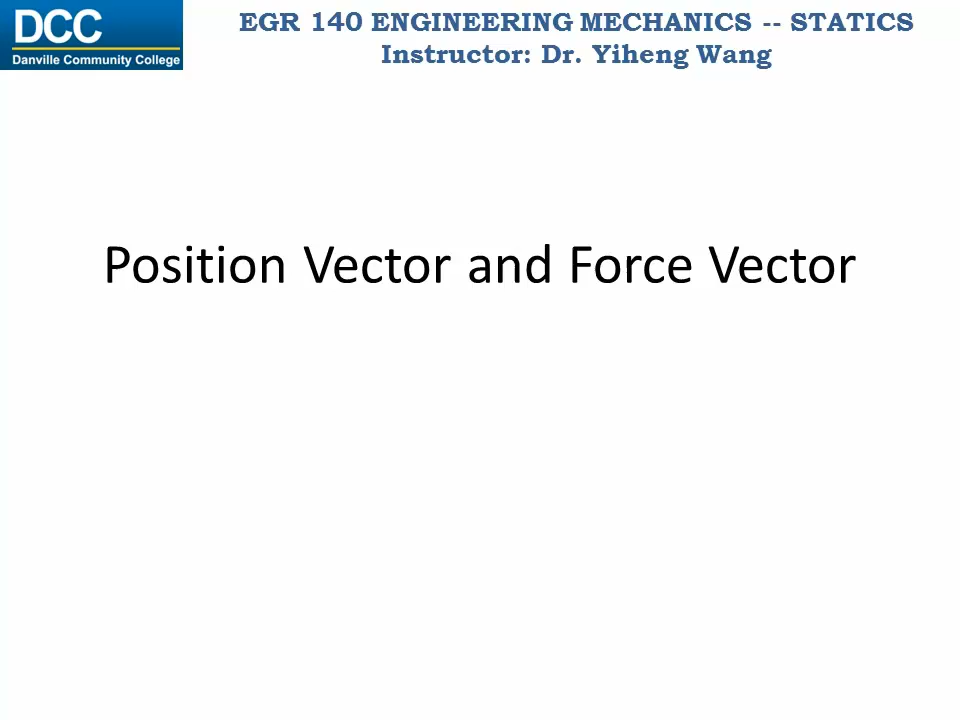 DCC
Danville Community College
EGR 140 ENGINEERING MECHANICS -- STATICS
Instructor: Dr. Yiheng Wang
Position Vector and Force Vector